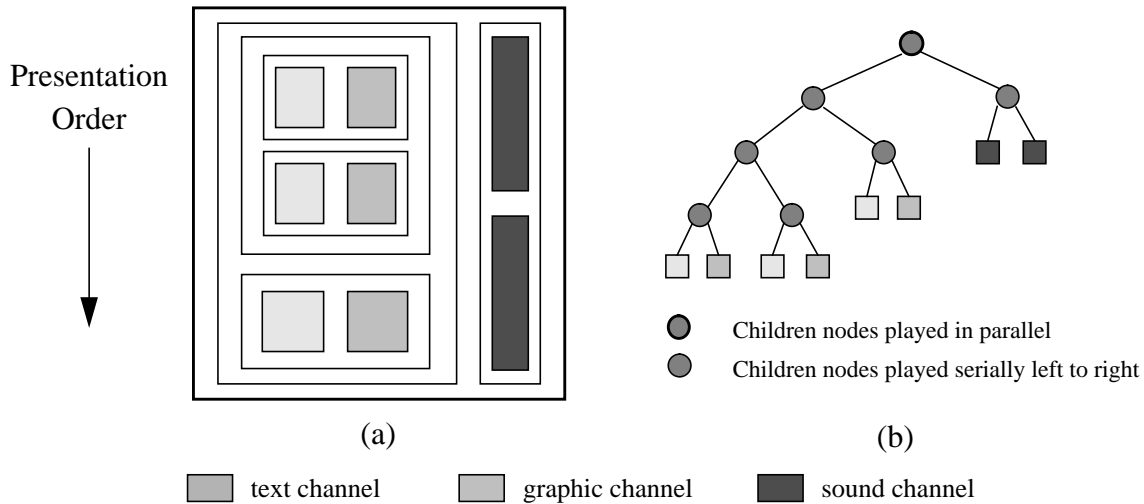 Presentation
Order
Children nodes played in parallel
Children nodes played serially left to right
(a)
(b)
text channel
graphic channel
sound channel